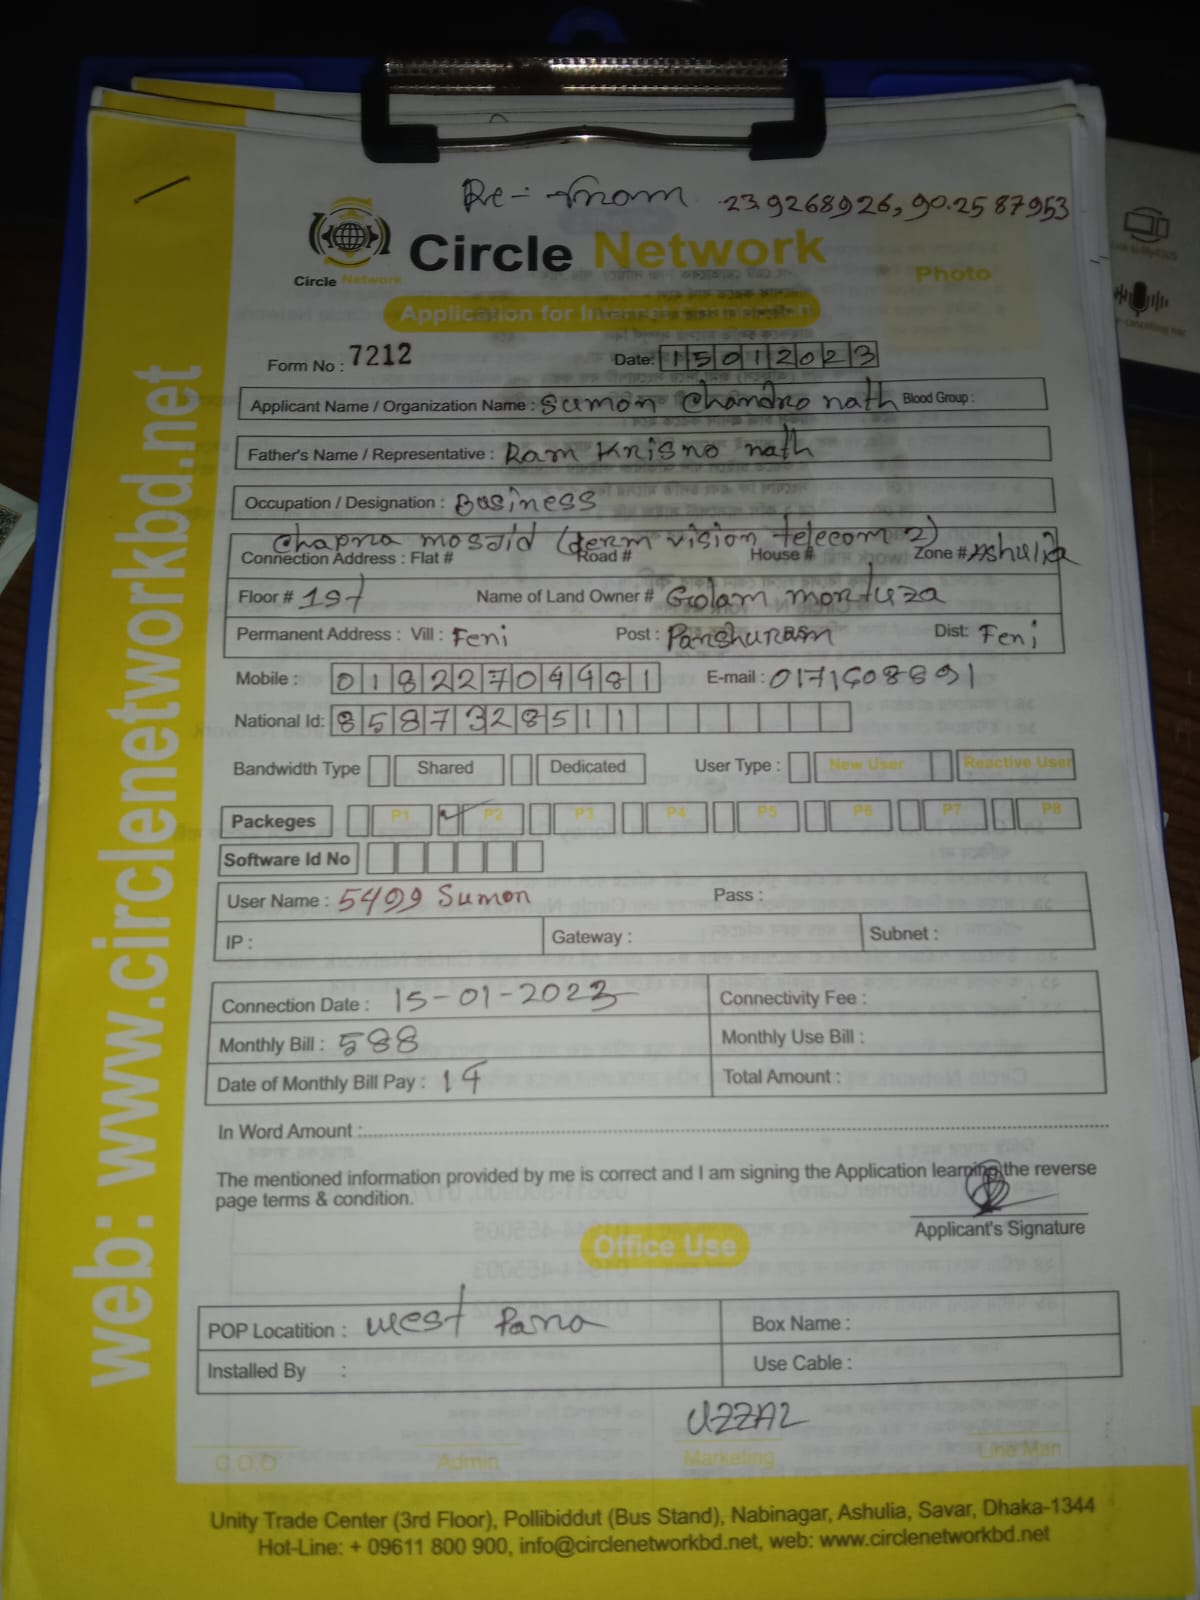 Re-: from 23.9268926, 90.2587953
Circle Network
Circle Network
Photo
Application for Internet
Form No : 7212
Date: 15012023
Applicant Name / Organization Name : Sumon Chandro nath Blood Group :
Father's Name / Representative : Ram Krisno nath
Occupation / Designation : Business
Chapra mosjid (term vision telecom 2)
Connection Address : Flat # Road # House # Zone # Ashulia
Floor # 1st Name of Land Owner # Golam mortuza
Permanent Address : Vill : Feni Post : Parshuram Dist: Feni
Mobile : 01822704981 E-mail : 0171608891
National Id: 8587328511
Bandwidth Type Shared Dedicated User Type : New User Reactive User
Packeges P1 P2 P3 P4 P5 P6 P7 P8
Software Id No
User Name : 5499 Sumon Pass :
IP : Gateway : Subnet :
Connection Date : 15-01-2023 Connectivity Fee :
Monthly Bill : 588 Monthly Use Bill :
Date of Monthly Bill Pay : 14 Total Amount :
In Word Amount :
The mentioned information provided by me is correct and I am signing the Application learning the reverse
page terms & condition.
Applicant's Signature
Office Use
POP Locatition : West Para Box Name :
Installed By : Use Cable :
UZZAL
C.O.O Admin Marketing Line Man
Unity Trade Center (3rd Floor), Pollibiddut (Bus Stand), Nabinagar, Ashulia, Savar, Dhaka-1344
Hot-Line: + 09611 800 900, info@circlenetworkbd.net, web: www.circlenetworkbd.net
web: www.circlenetworkbd.net